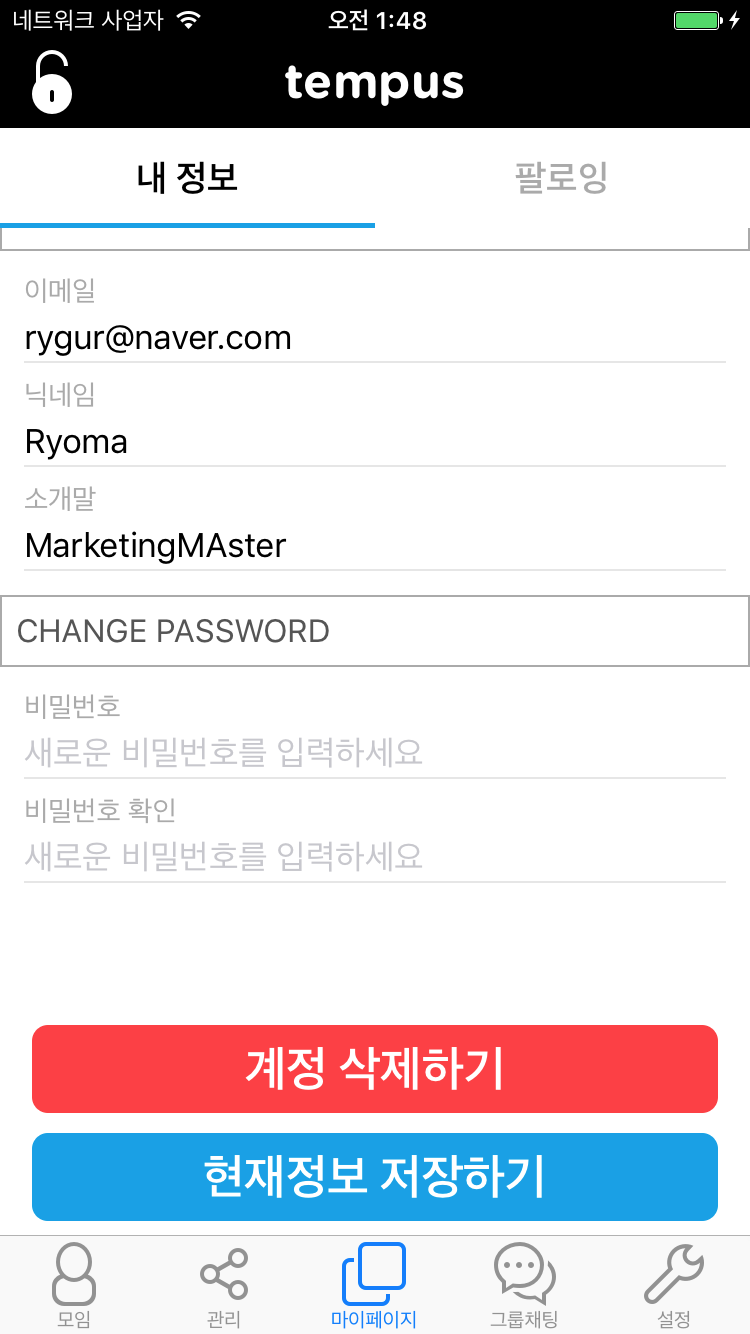 네트워크 사업자
오전 1:48
tempus
내 정보
팔로잉
이메일
rygur@naver.com
닉네임
Ryoma
소개말
MarketingMAster
CHANGE PASSWORD
비밀번호
새로운 비밀번호를 입력하세요
비밀번호 확인
새로운 비밀번호를 입력하세요
계정 삭제하기
현재정보 저장하기
모임
관리
마이페이지
그룹채팅
설정